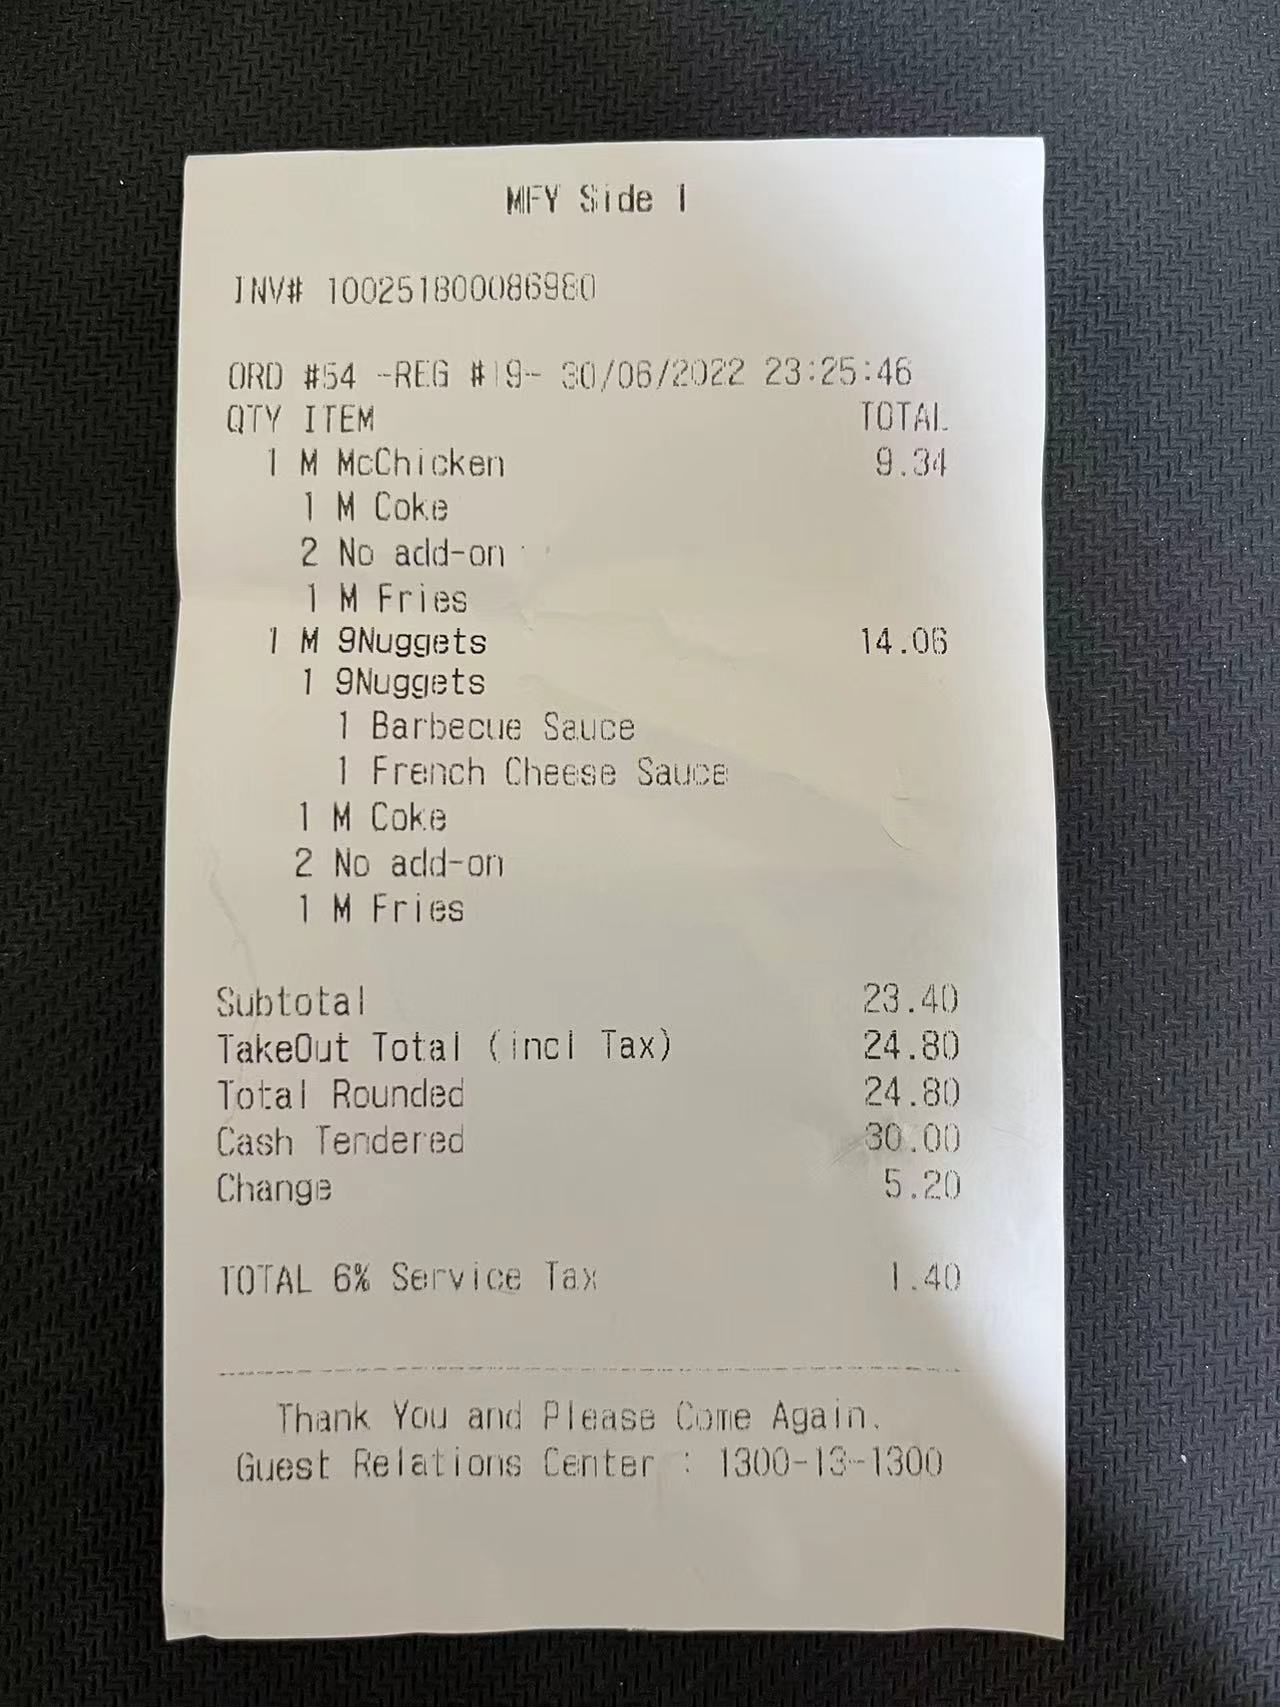 MFY Side 1
INV# 100251800086980
ORD #54 -REG #19- 30/06/2022 23:25:46
QTY ITEM TOTAL
1 M McChicken 9.34
1 M Coke
2 No add-on
1 M Fries
1 M 9Nuggets 14.06
1 9Nuggets
1 Barbecue Sauce
1 French Cheese Sauce
1 M Coke
2 No add-on
1 M Fries
Subtotal 23.40
TakeOut Total (incl Tax) 24.80
Total Rounded 24.80
Cash Tendered 30.00
Change 5.20
TOTAL 6% Service Tax 1.40
Thank You and Please Come Again.
Guest Relations Center : 1300-13-1300